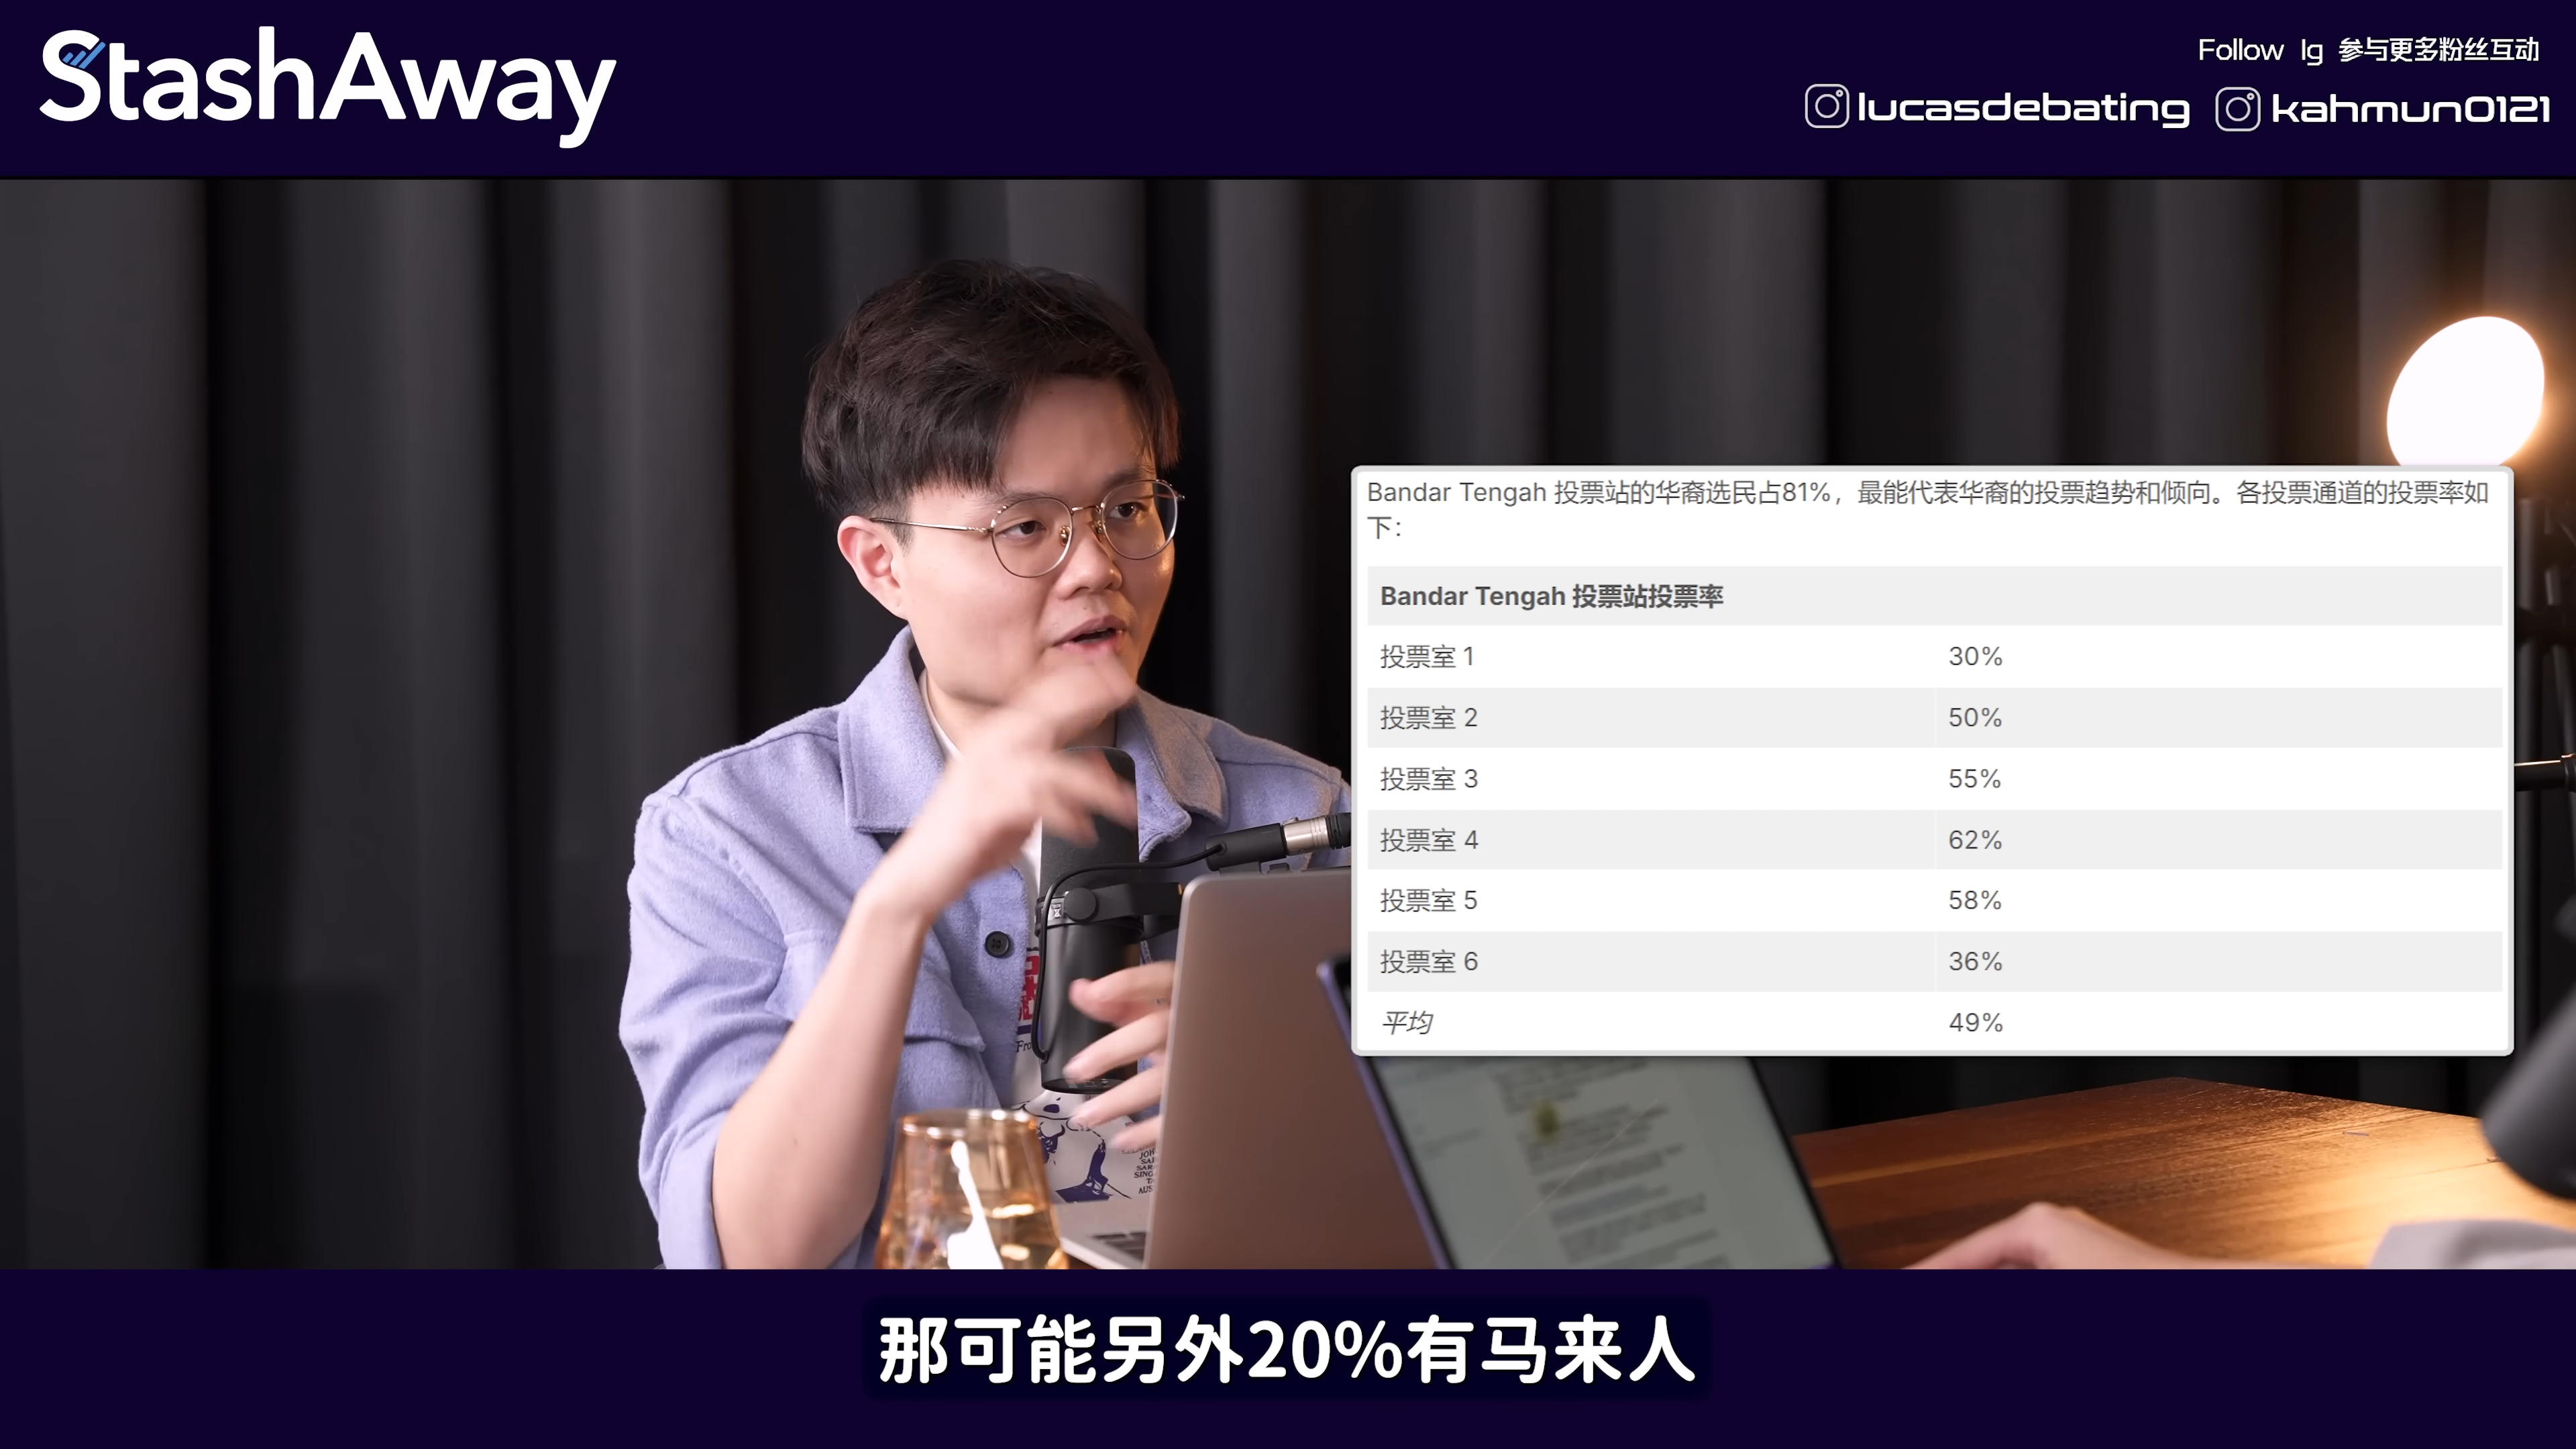 StashAway
Follow Ig 参与更多粉丝互动
lucasdebating kahmun0121
Bandar Tengah 投票站的华裔选民占81%，最能代表华裔的投票趋势和倾向。各投票通道的投票率如
下：
Bandar Tengah 投票站投票率
投票室 1 30%
投票室 2 50%
投票室 3 55%
投票室 4 62%
投票室 5 58%
投票室 6 36%
平均 49%
那可能另外20%有马来人